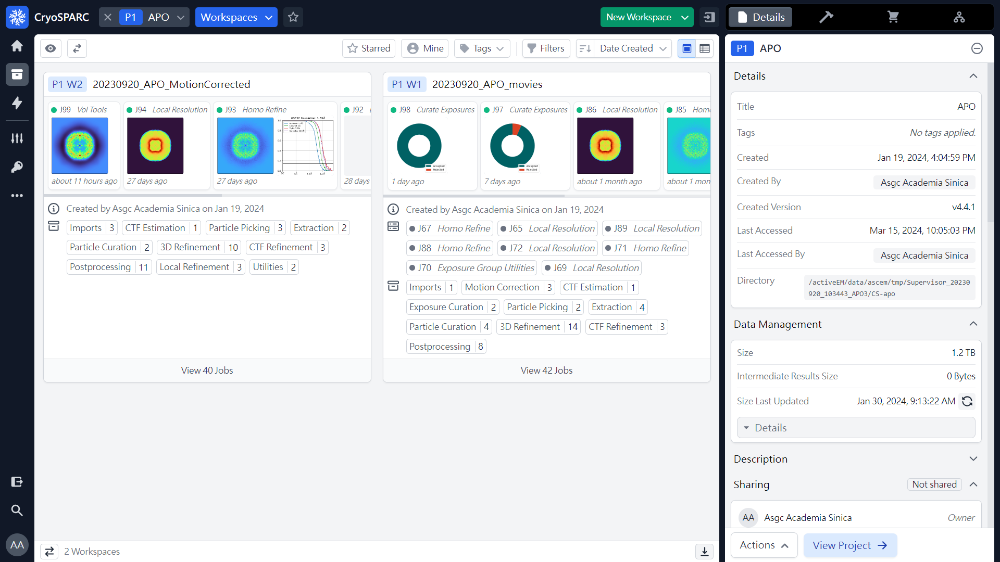 CryoSPARC
P1 APO
Workspaces
New Workspace
Details
Starred
Mine
Tags
Filters
Date Created
P1 W2 20230920_APO_MotionCorrected
J99 Vol Tools
about 11 hours ago
J94 Local Resolution
27 days ago
J93 Homo Refine
GSFSC Resolution: 1.53Å
27 days ago
J92
28 days
Created by Asgc Academia Sinica on Jan 19, 2024
Imports 3
CTF Estimation 1
Particle Picking 3
Extraction 2
Particle Curation 2
3D Refinement 10
CTF Refinement 3
Postprocessing 11
Local Refinement 3
Utilities 2
View 40 Jobs
P1 W1 20230920_APO_movies
J98 Curate Exposures
Accepted
Rejected
1 day ago
J97 Curate Exposures
Accepted
Rejected
7 days ago
J86 Local Resolution
about 1 month ago
J85 Hom
about 1 mon
Created by Asgc Academia Sinica on Jan 19, 2024
J67 Homo Refine
J65 Local Resolution
J89 Local Resolution
J88 Homo Refine
J72 Local Resolution
J71 Homo Refine
J70 Exposure Group Utilities
J69 Local Resolution
Imports 1
Motion Correction 3
CTF Estimation 1
Exposure Curation 2
Particle Picking 2
Extraction 4
Particle Curation 4
3D Refinement 14
CTF Refinement 3
Postprocessing 8
View 42 Jobs
AA
2 Workspaces
P1 APO
Details
Title APO
Tags No tags applied.
Created Jan 19, 2024, 4:04:59 PM
Created By Asgc Academia Sinica
Created Version v4.4.1
Last Accessed Mar 15, 2024, 10:05:03 PM
Last Accessed By Asgc Academia Sinica
Directory /activeEM/data/ascem/tmp/Supervisor_20230
920_103443_APO3/CS-apo
Data Management
Size 1.2 TB
Intermediate Results Size 0 Bytes
Size Last Updated Jan 30, 2024, 9:13:22 AM
Details
Description
Sharing Not shared
AA Asgc Academia Sinica Owner
Actions
View Project